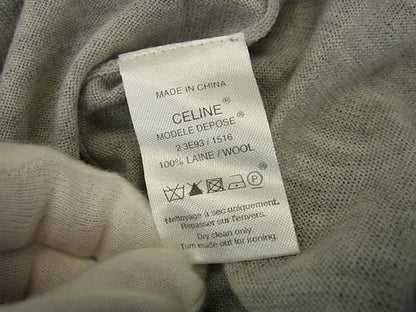 MADE IN CHINA
CELINE®
MODELE DEPOSE®
2 3E93 / 1516
100% LAINE / WOOL
P
Nettoyage à sec uniquement.
Repasser sur l'envers.
Dry clean only.
Turn inside out for ironing.